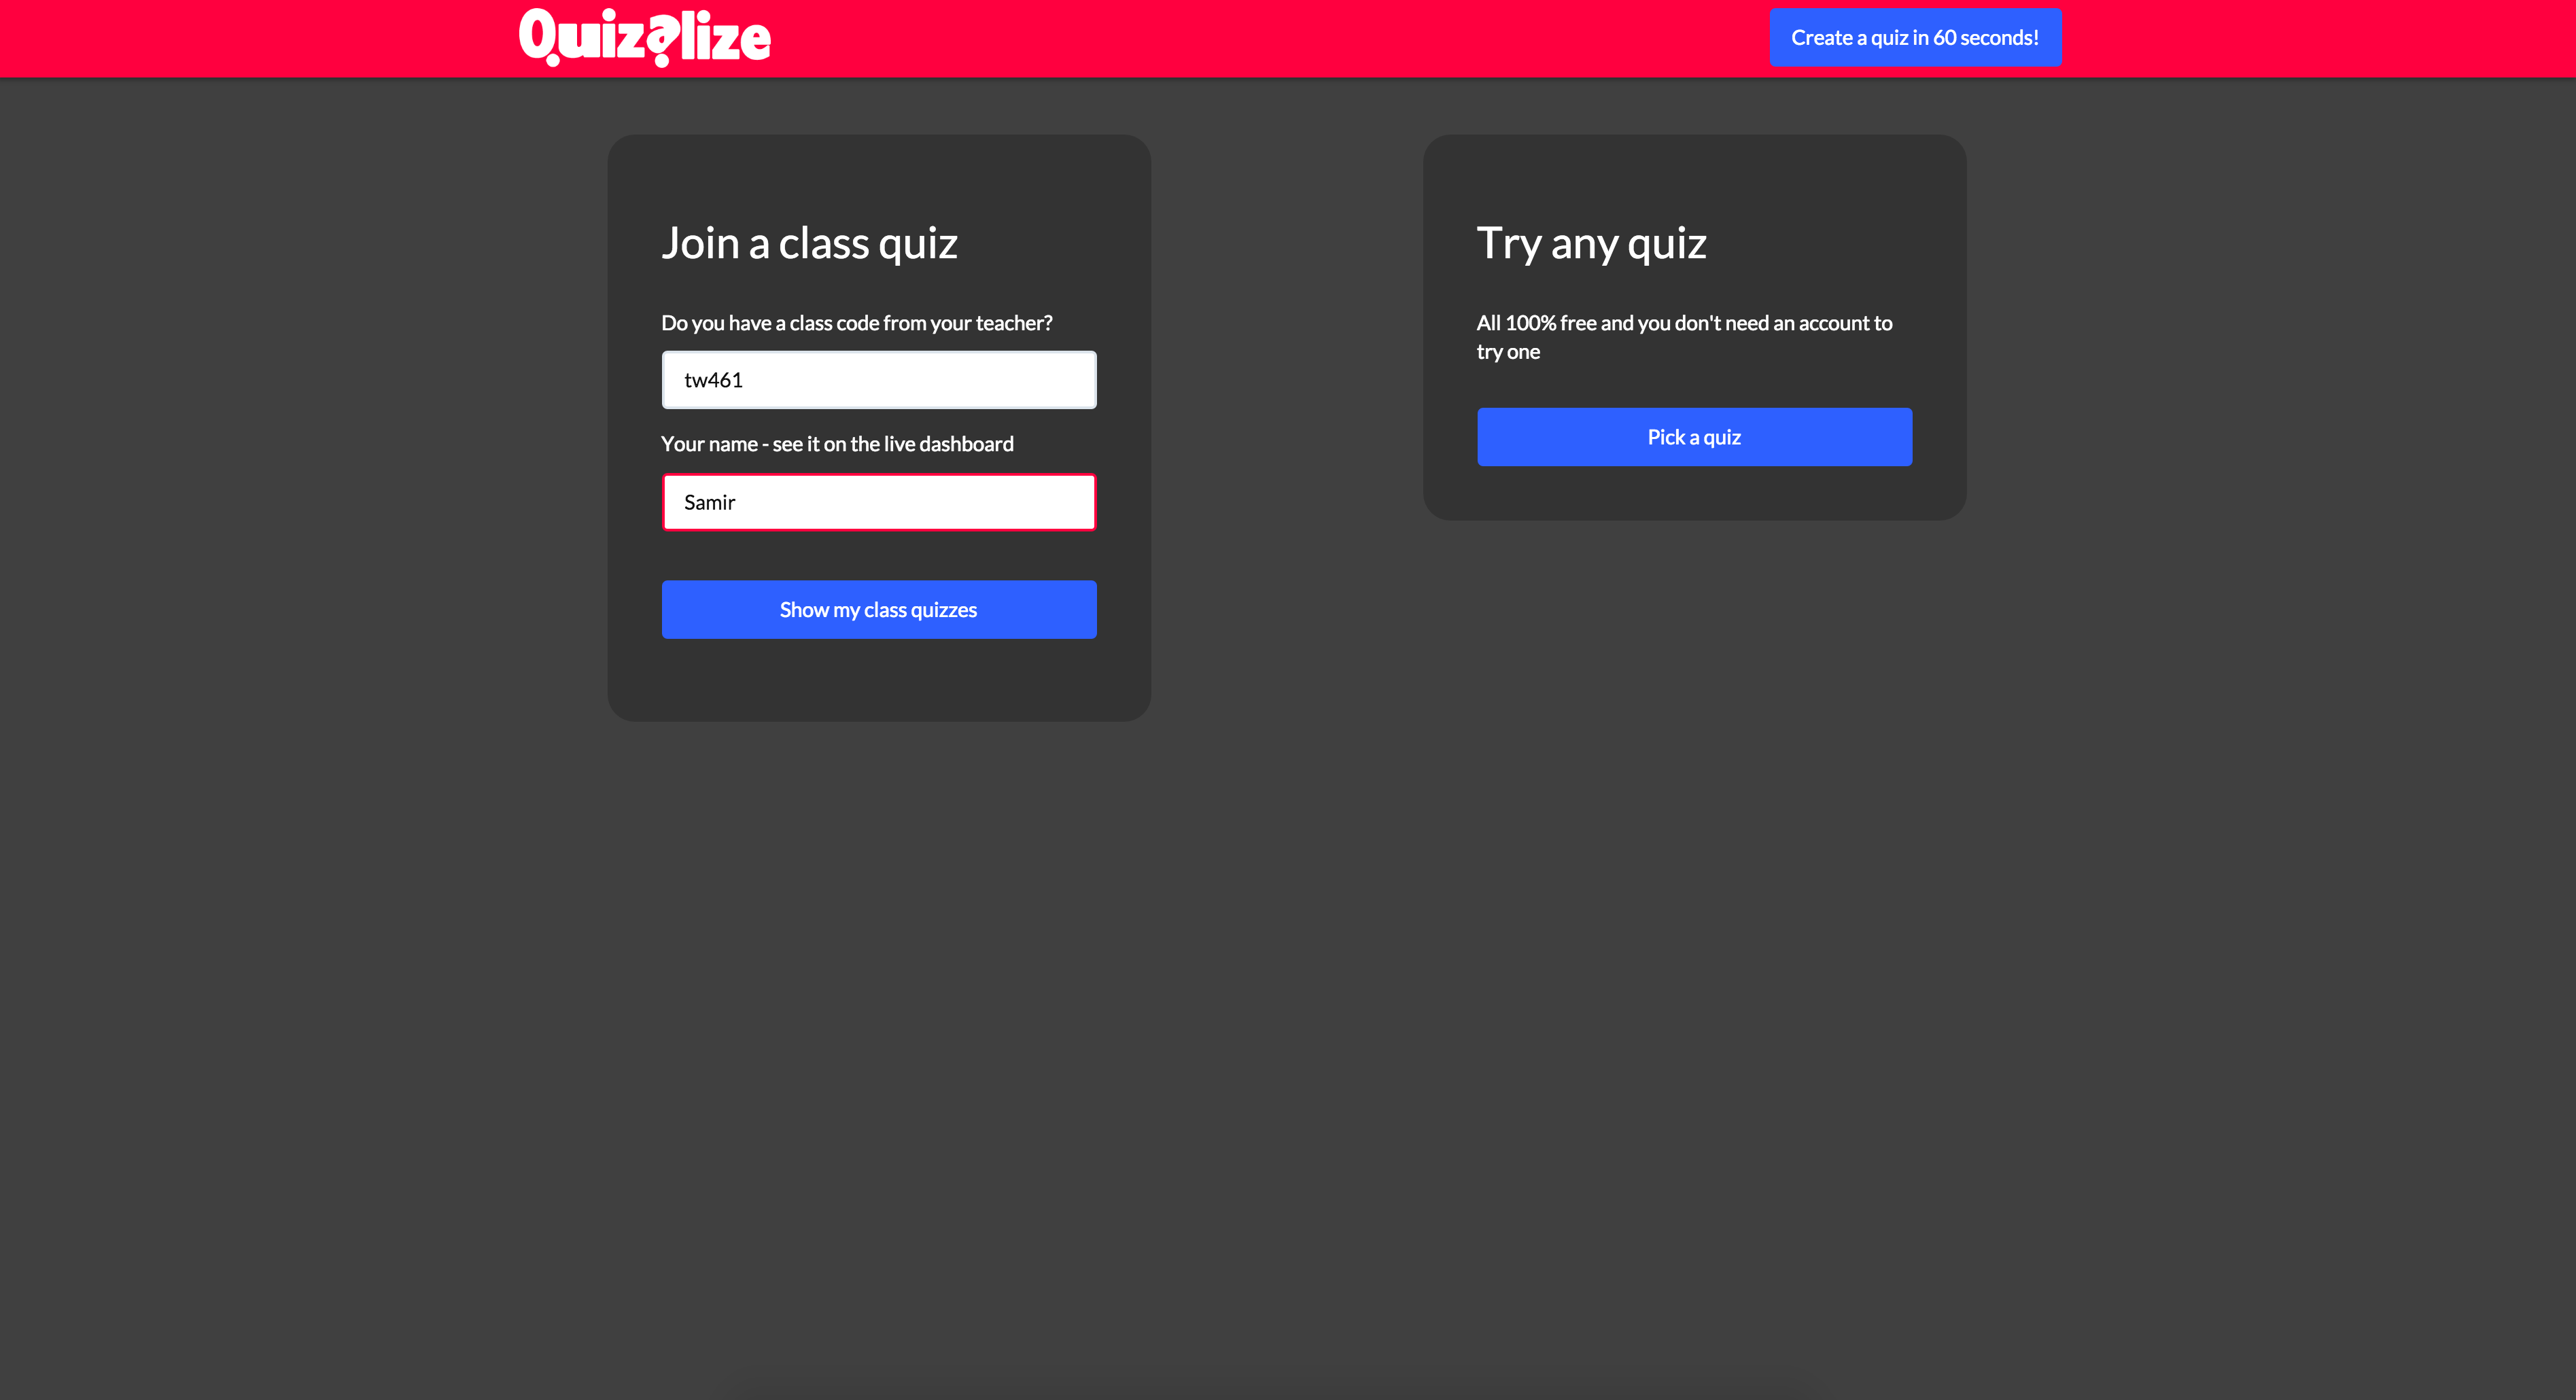 Quizalize
Create a quiz in 60 seconds!
Join a class quiz
Do you have a class code from your teacher?
tw461
Your name - see it on the live dashboard
Samir
Show my class quizzes
Try any quiz
All 100% free and you don't need an account to
try one
Pick a quiz